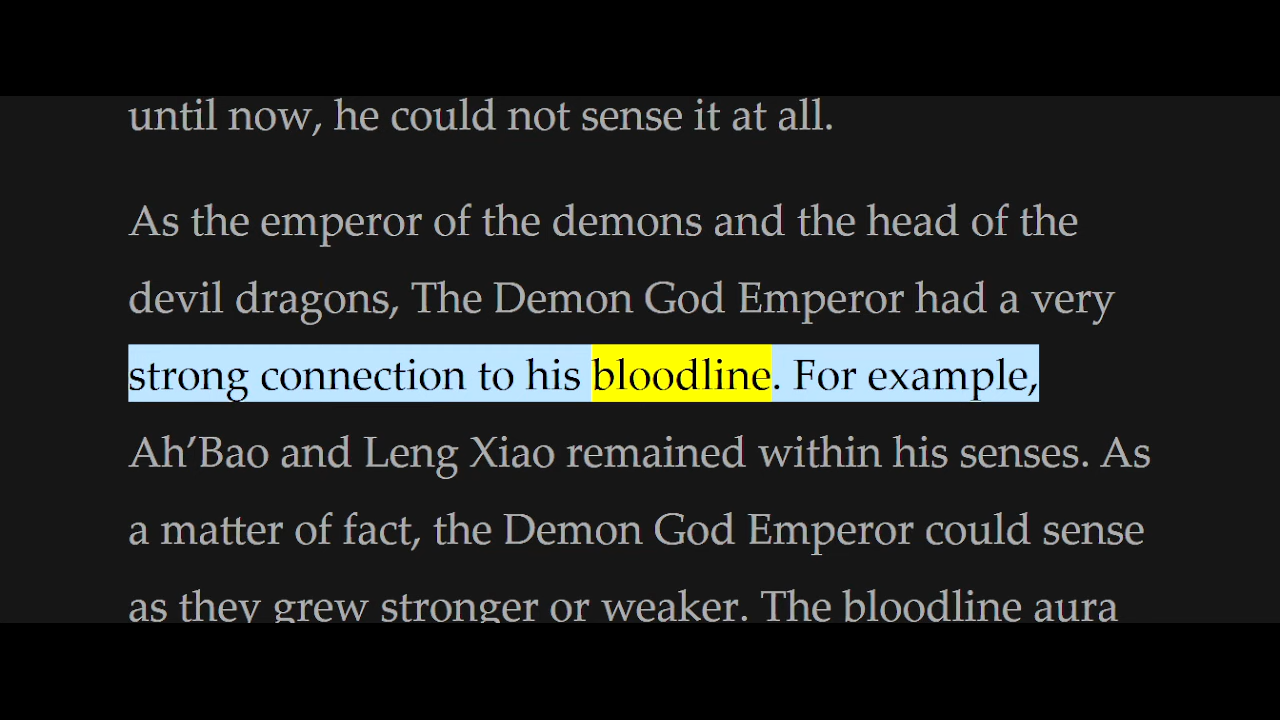 until now, he could not sense it at all.
As the emperor of the demons and the head of the
devil dragons, The Demon God Emperor had a very
strong connection to his bloodline. For example,
Ah’Bao and Leng Xiao remained within his senses. As
a matter of fact, the Demon God Emperor could sense
as they grew stronger or weaker. The bloodline aura